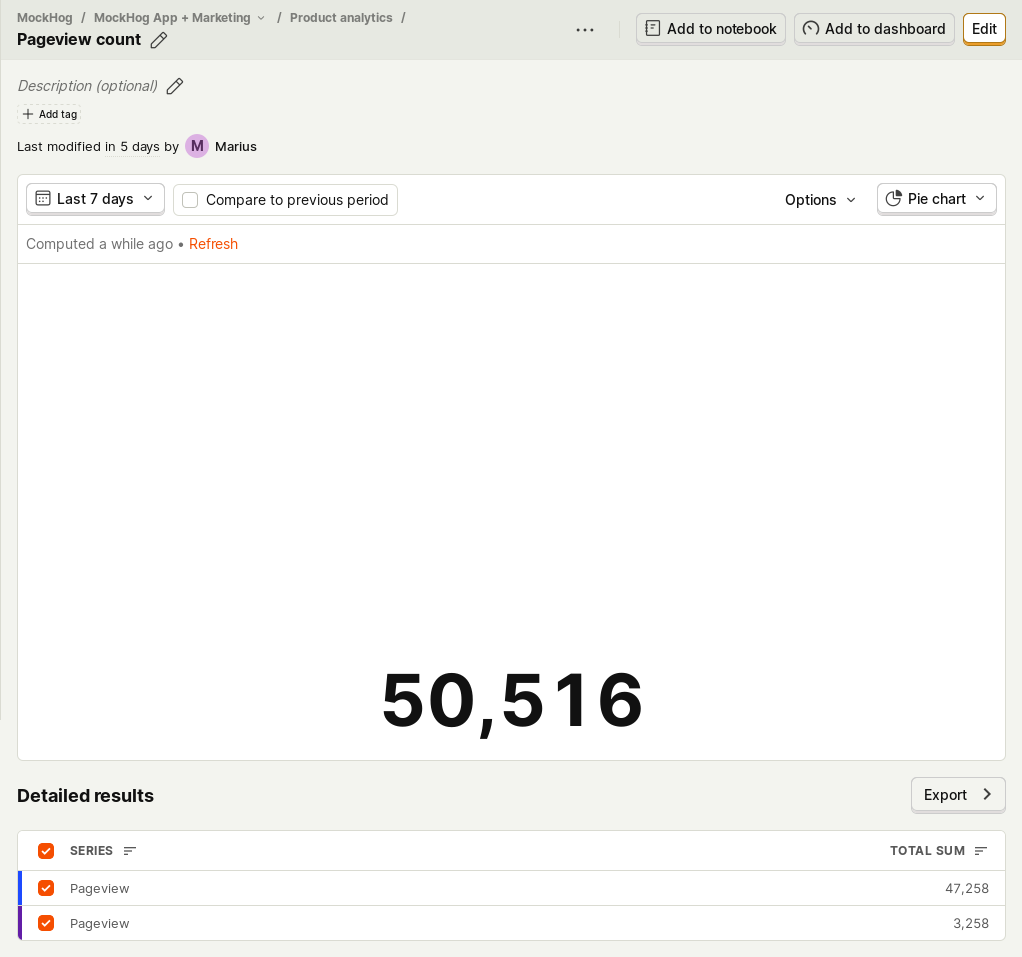 MockHog / MockHog App + Marketing / Product analytics /
Pageview count
Add to notebook
Add to dashboard
Edit
Description (optional)
Add tag
Last modified in 5 days by M Marius
Last 7 days
Compare to previous period
Options
Pie chart
Computed a while ago • Refresh
50,516
Detailed results
Export
SERIES TOTAL SUM
Pageview 47,258
Pageview 3,258